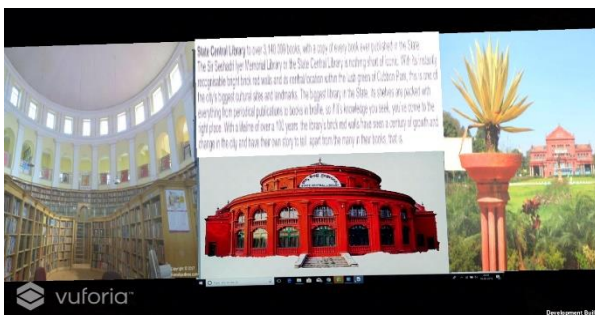 State Central Library to over 3,140,309 books, with a copy of every book ever published in the State.
The Sir Seshadri Iyer Memorial Library or the State Central Library is nothing short of iconic. With its instantly
recognisable bright brick red walls and its central location within the lush green of Cubbon Park, this is one of
the city's biggest cultural sites and landmarks. The biggest library in the State, its shelves are packed with
everything from periodical publications to books in braille, so if it's knowledge you seek, you've come to the
right place. With a lifetime of over a 100 years the library's brick red walls have seen a century of growth and
change in the city and have their own story to tell apart from the many in their books, that is.
vuforia™
Development Buil